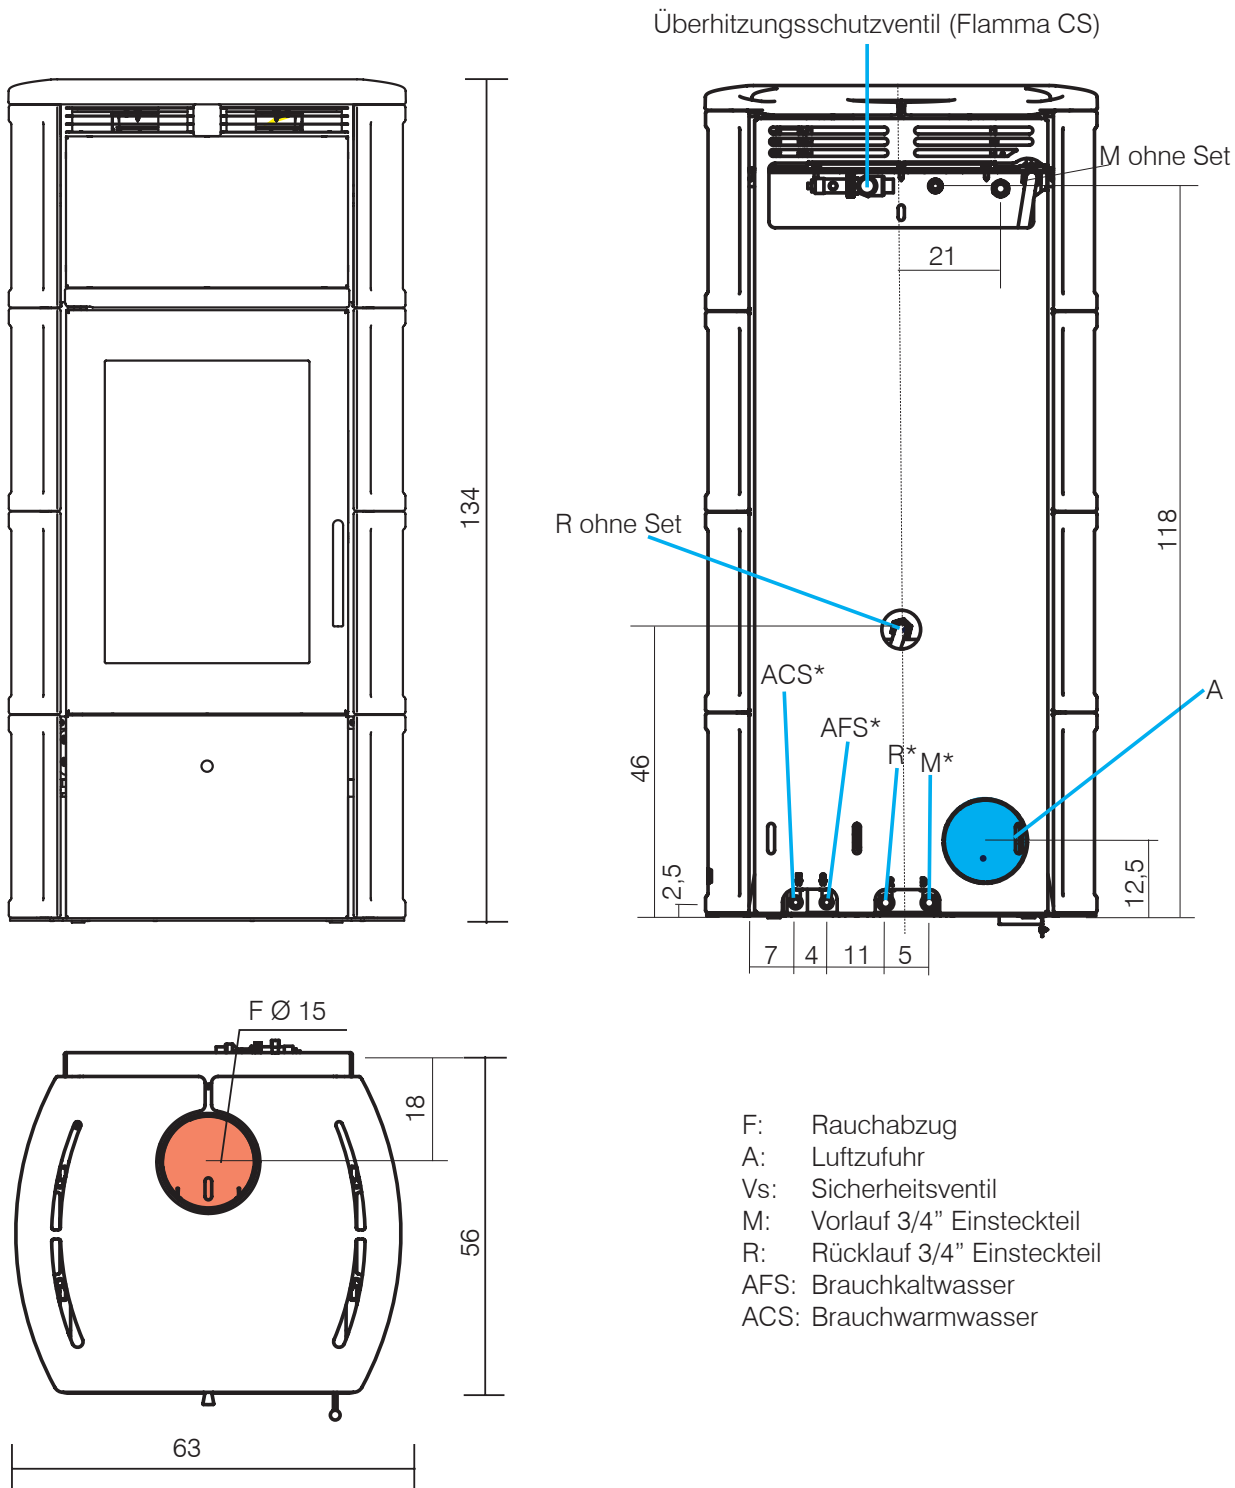 Überhitzungsschutzventil (Flamma CS)
M ohne Set
21
134
118
R ohne Set
ACS*
AFS*
R*
M*
A
46
2,5
12,5
7
4
11
5
F Ø 15
18
56
63
F: Rauchabzug
A: Luftzufuhr
Vs: Sicherheitsventil
M: Vorlauf 3/4” Einsteckteil
R: Rücklauf 3/4” Einsteckteil
AFS: Brauchkaltwasser
ACS: Brauchwarmwasser